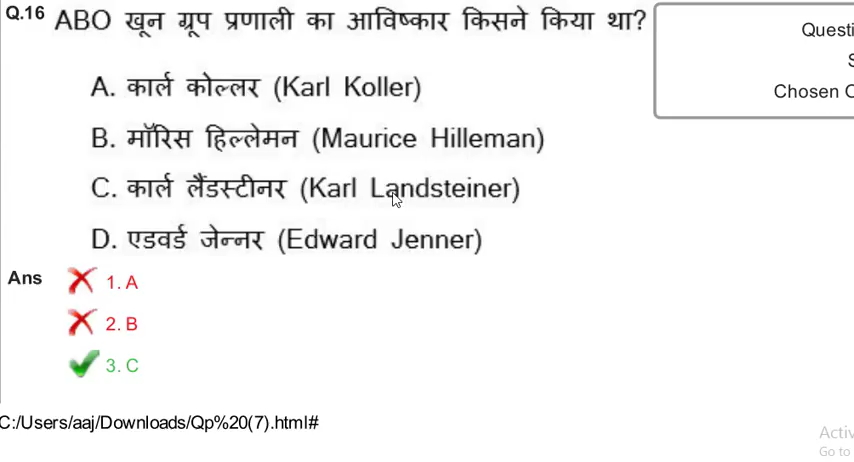 Q.16 ABO खून ग्रूप प्रणाली का आविष्कार किसने किया था?
A. कार्ल कोल्लर (Karl Koller)
B. मॉरिस हिल्लेमन (Maurice Hilleman)
C. कार्ल लैंडस्टीनर (Karl Landsteiner)
D. एडवर्ड जेन्नर (Edward Jenner)
Ans
1. A
2. B
3. C
Questi
S
Chosen O
C:/Users/aaj/Downloads/Qp%20(7).html#
Activ
Go to